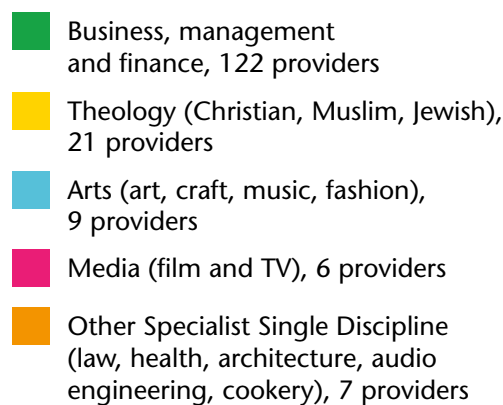 Business, management
and finance, 122 providers
Theology (Christian, Muslim, Jewish),
21 providers
Arts (art, craft, music, fashion),
9 providers
Media (film and TV), 6 providers
Other Specialist Single Discipline
(law, health, architecture, audio
engineering, cookery), 7 providers